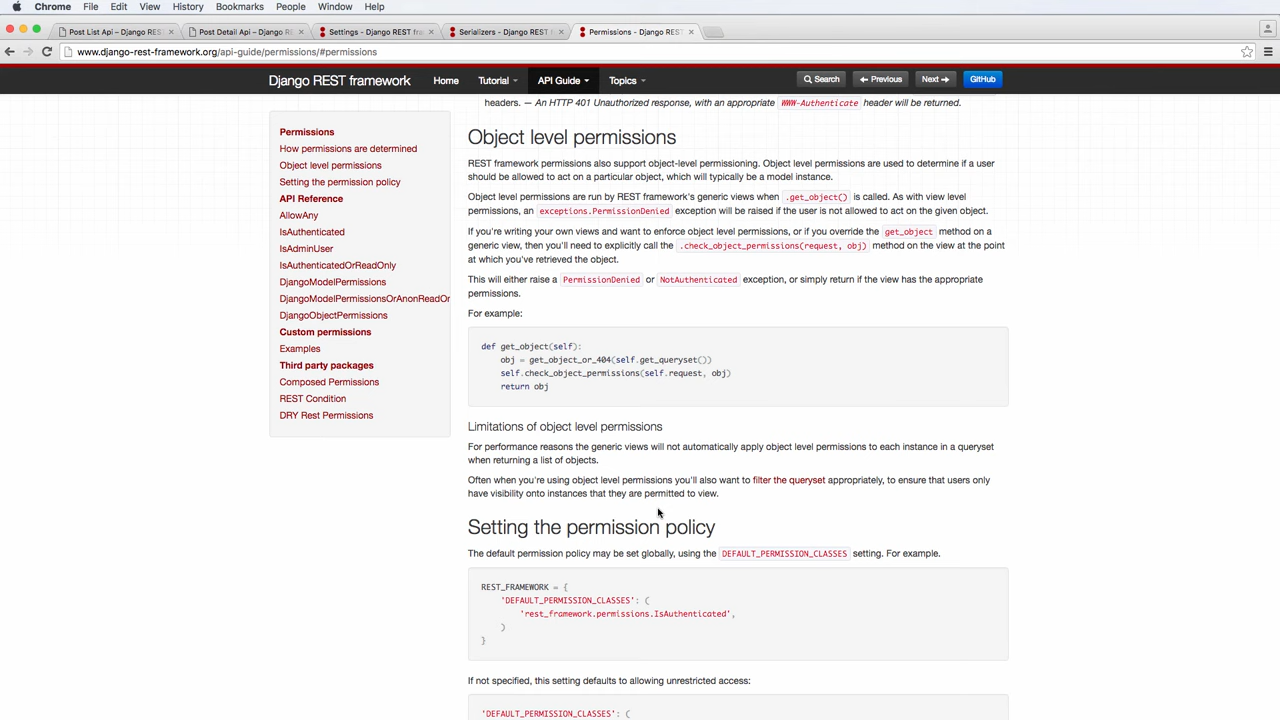 Chrome File Edit View History Bookmarks People Window Help
Post List Api – Django REST Post Detail Api – Django R Settings - Django REST fram Serializers - Django REST Permissions - Django REST
www.django-rest-framework.org/api-guide/permissions/#permissions
Django REST framework Home Tutorial API Guide Topics Search Previous Next GitHub
headers. — An HTTP 401 Unauthorized response, with an appropriate WWW-Authenticate header will be returned.
Permissions
How permissions are determined
Object level permissions
Setting the permission policy
API Reference
AllowAny
IsAuthenticated
IsAdminUser
IsAuthenticatedOrReadOnly
DjangoModelPermissions
DjangoModelPermissionsOrAnonReadOr
DjangoObjectPermissions
Custom permissions
Examples
Third party packages
Composed Permissions
REST Condition
DRY Rest Permissions
Object level permissions
REST framework permissions also support object-level permissioning. Object level permissions are used to determine if a user
should be allowed to act on a particular object, which will typically be a model instance.
Object level permissions are run by REST framework's generic views when .get_object() is called. As with view level
permissions, an exceptions.PermissionDenied exception will be raised if the user is not allowed to act on the given object.
If you're writing your own views and want to enforce object level permissions, or if you override the get_object method on a
generic view, then you'll need to explicitly call the .check_object_permissions(request, obj) method on the view at the point
at which you've retrieved the object.
This will either raise a PermissionDenied or NotAuthenticated exception, or simply return if the view has the appropriate
permissions.
For example:
def get_object(self):
obj = get_object_or_404(self.get_queryset())
self.check_object_permissions(self.request, obj)
return obj
Limitations of object level permissions
For performance reasons the generic views will not automatically apply object level permissions to each instance in a queryset
when returning a list of objects.
Often when you're using object level permissions you'll also want to filter the queryset appropriately, to ensure that users only
have visibility onto instances that they are permitted to view.
Setting the permission policy
The default permission policy may be set globally, using the DEFAULT_PERMISSION_CLASSES setting. For example.
REST_FRAMEWORK = {
'DEFAULT_PERMISSION_CLASSES': (
'rest_framework.permissions.IsAuthenticated',
)
}
If not specified, this setting defaults to allowing unrestricted access:
'DEFAULT_PERMISSION_CLASSES': (